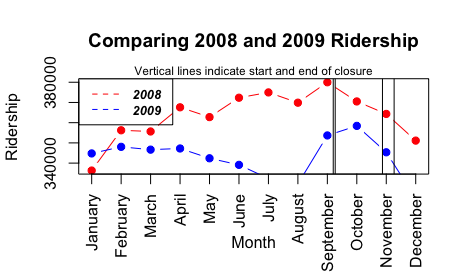 Comparing 2008 and 2009 Ridership
Vertical lines indicate start and end of closure
2008
2009
Ridership
380000
340000
January
February
March
April
May
June
July
August
September
October
November
December
Month